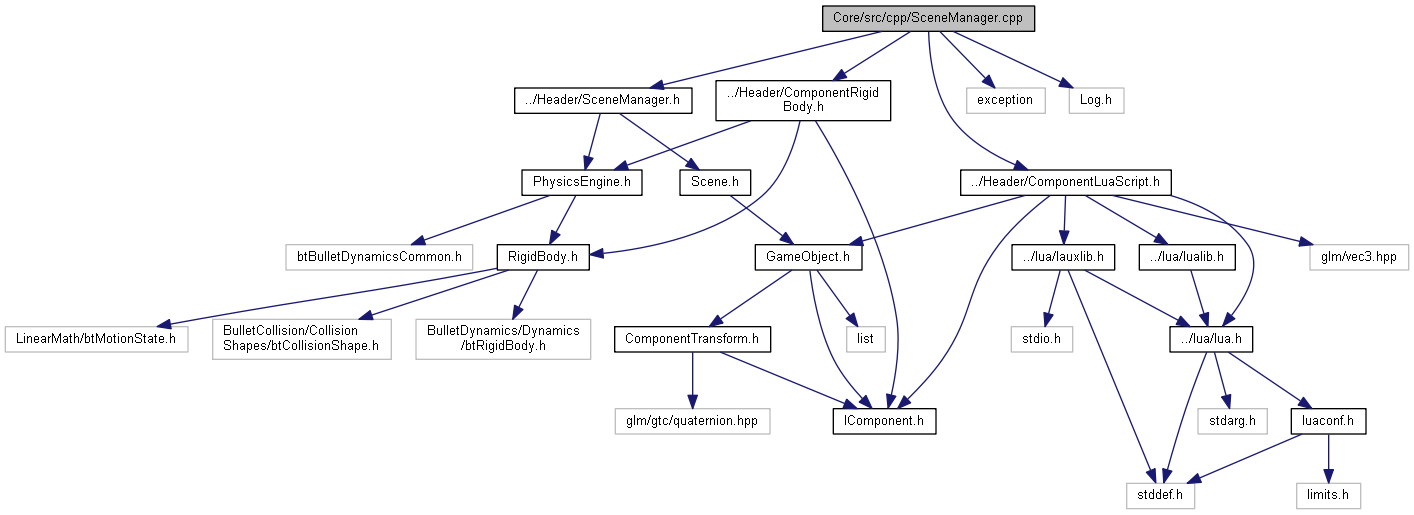 Core/src/cpp/SceneManager.cpp
../Header/SceneManager.h
../Header/ComponentRigid
Body.h
exception
Log.h
PhysicsEngine.h
Scene.h
../Header/ComponentLuaScript.h
btBulletDynamicsCommon.h
RigidBody.h
GameObject.h
../lua/lauxlib.h
../lua/lualib.h
glm/vec3.hpp
LinearMath/btMotionState.h
BulletCollision/Collision
Shapes/btCollisionShape.h
BulletDynamics/Dynamics
/btRigidBody.h
ComponentTransform.h
list
stdio.h
../lua/lua.h
glm/gtc/quaternion.hpp
IComponent.h
stdarg.h
luaconf.h
stddef.h
limits.h